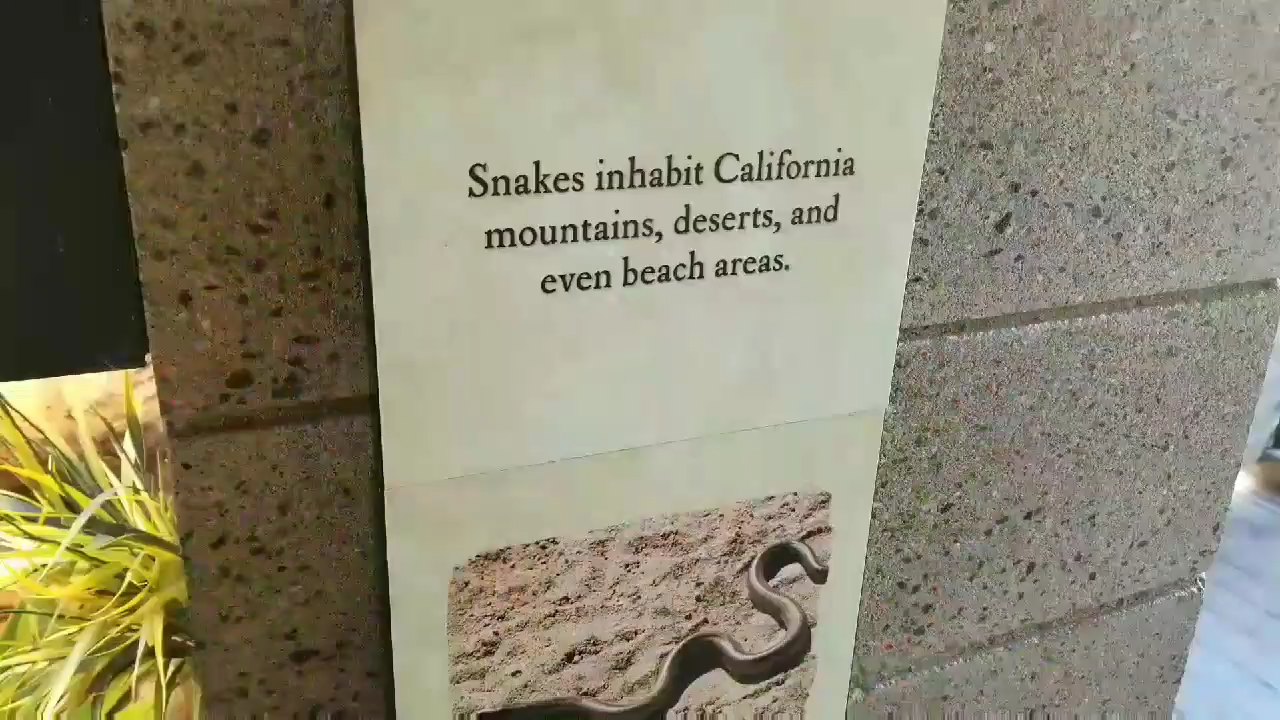 Snakes inhabit California
mountains, deserts, and
even beach areas.